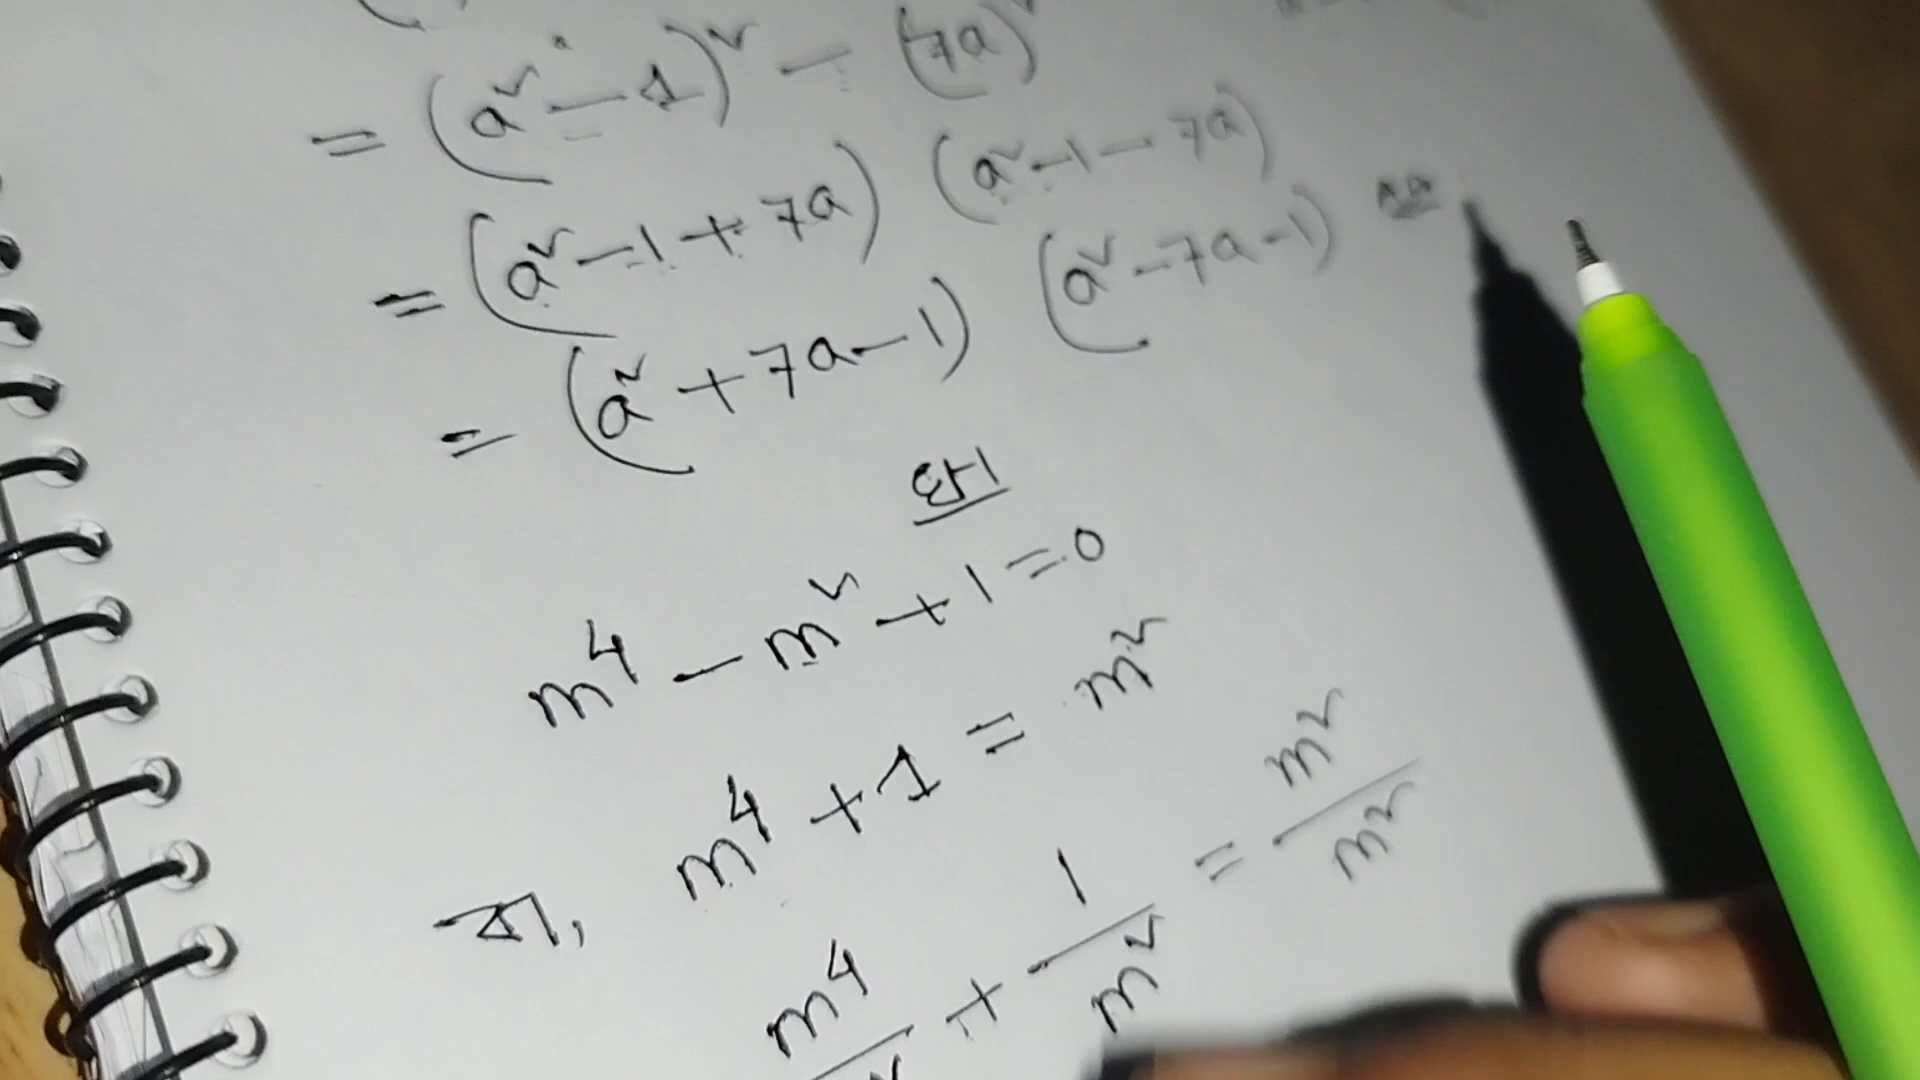 = (a² - 1)² - (7a)²
= (a² - 1 + 7a) (a² - 1 - 7a)
= (a² + 7a - 1) (a² - 7a - 1) Ans
m⁴ - m² + 1 = 0
m⁴ + 1 = m²
বা, m⁴/m² + 1/m² = m²/m²